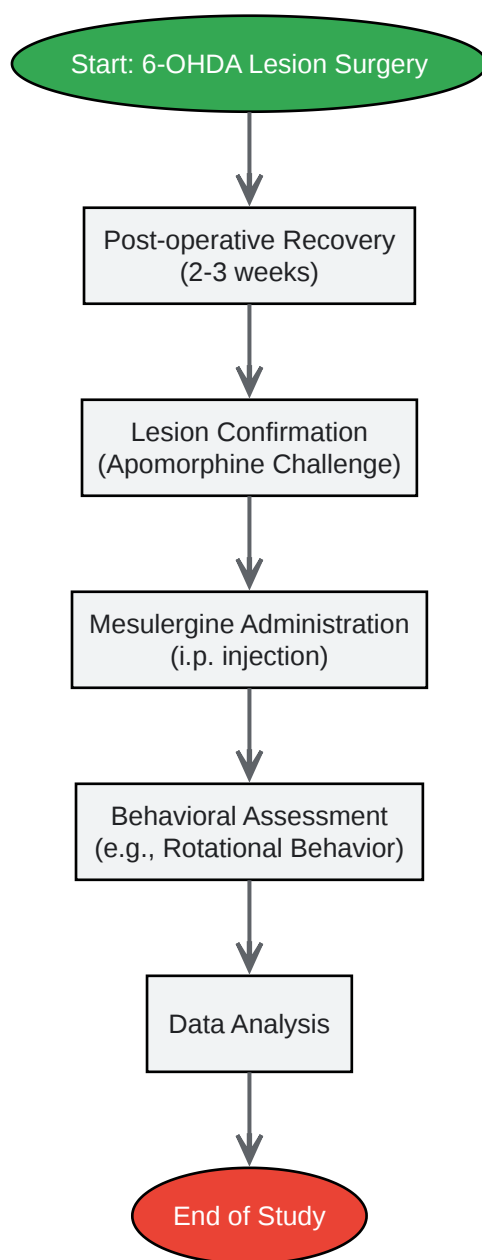 Start: 6-OHDA Lesion Surgery
Post-operative Recovery
(2-3 weeks)
Lesion Confirmation
(Apomorphine Challenge)
Mesulergine Administration
(i.p. injection)
Behavioral Assessment
(e.g., Rotational Behavior)
Data Analysis
End of Study